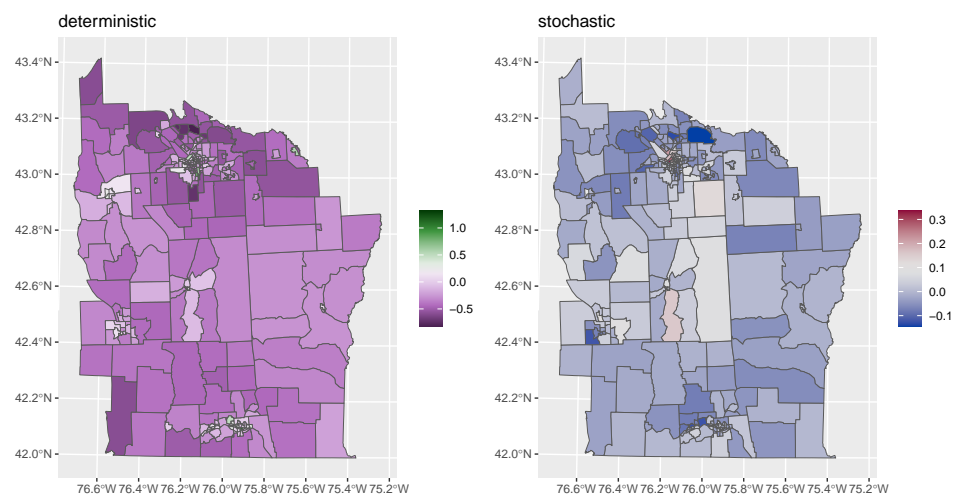 deterministic
stochastic
43.4°N
43.2°N
43.0°N
42.8°N
42.6°N
42.4°N
42.2°N
42.0°N
76.6°W 76.4°W 76.2°W 76.0°W 75.8°W 75.6°W 75.4°W 75.2°W
1.0
0.5
0.0
−0.5
43.4°N
43.2°N
43.0°N
42.8°N
42.6°N
42.4°N
42.2°N
42.0°N
76.6°W 76.4°W 76.2°W 76.0°W 75.8°W 75.6°W 75.4°W 75.2°W
0.3
0.2
0.1
0.0
−0.1